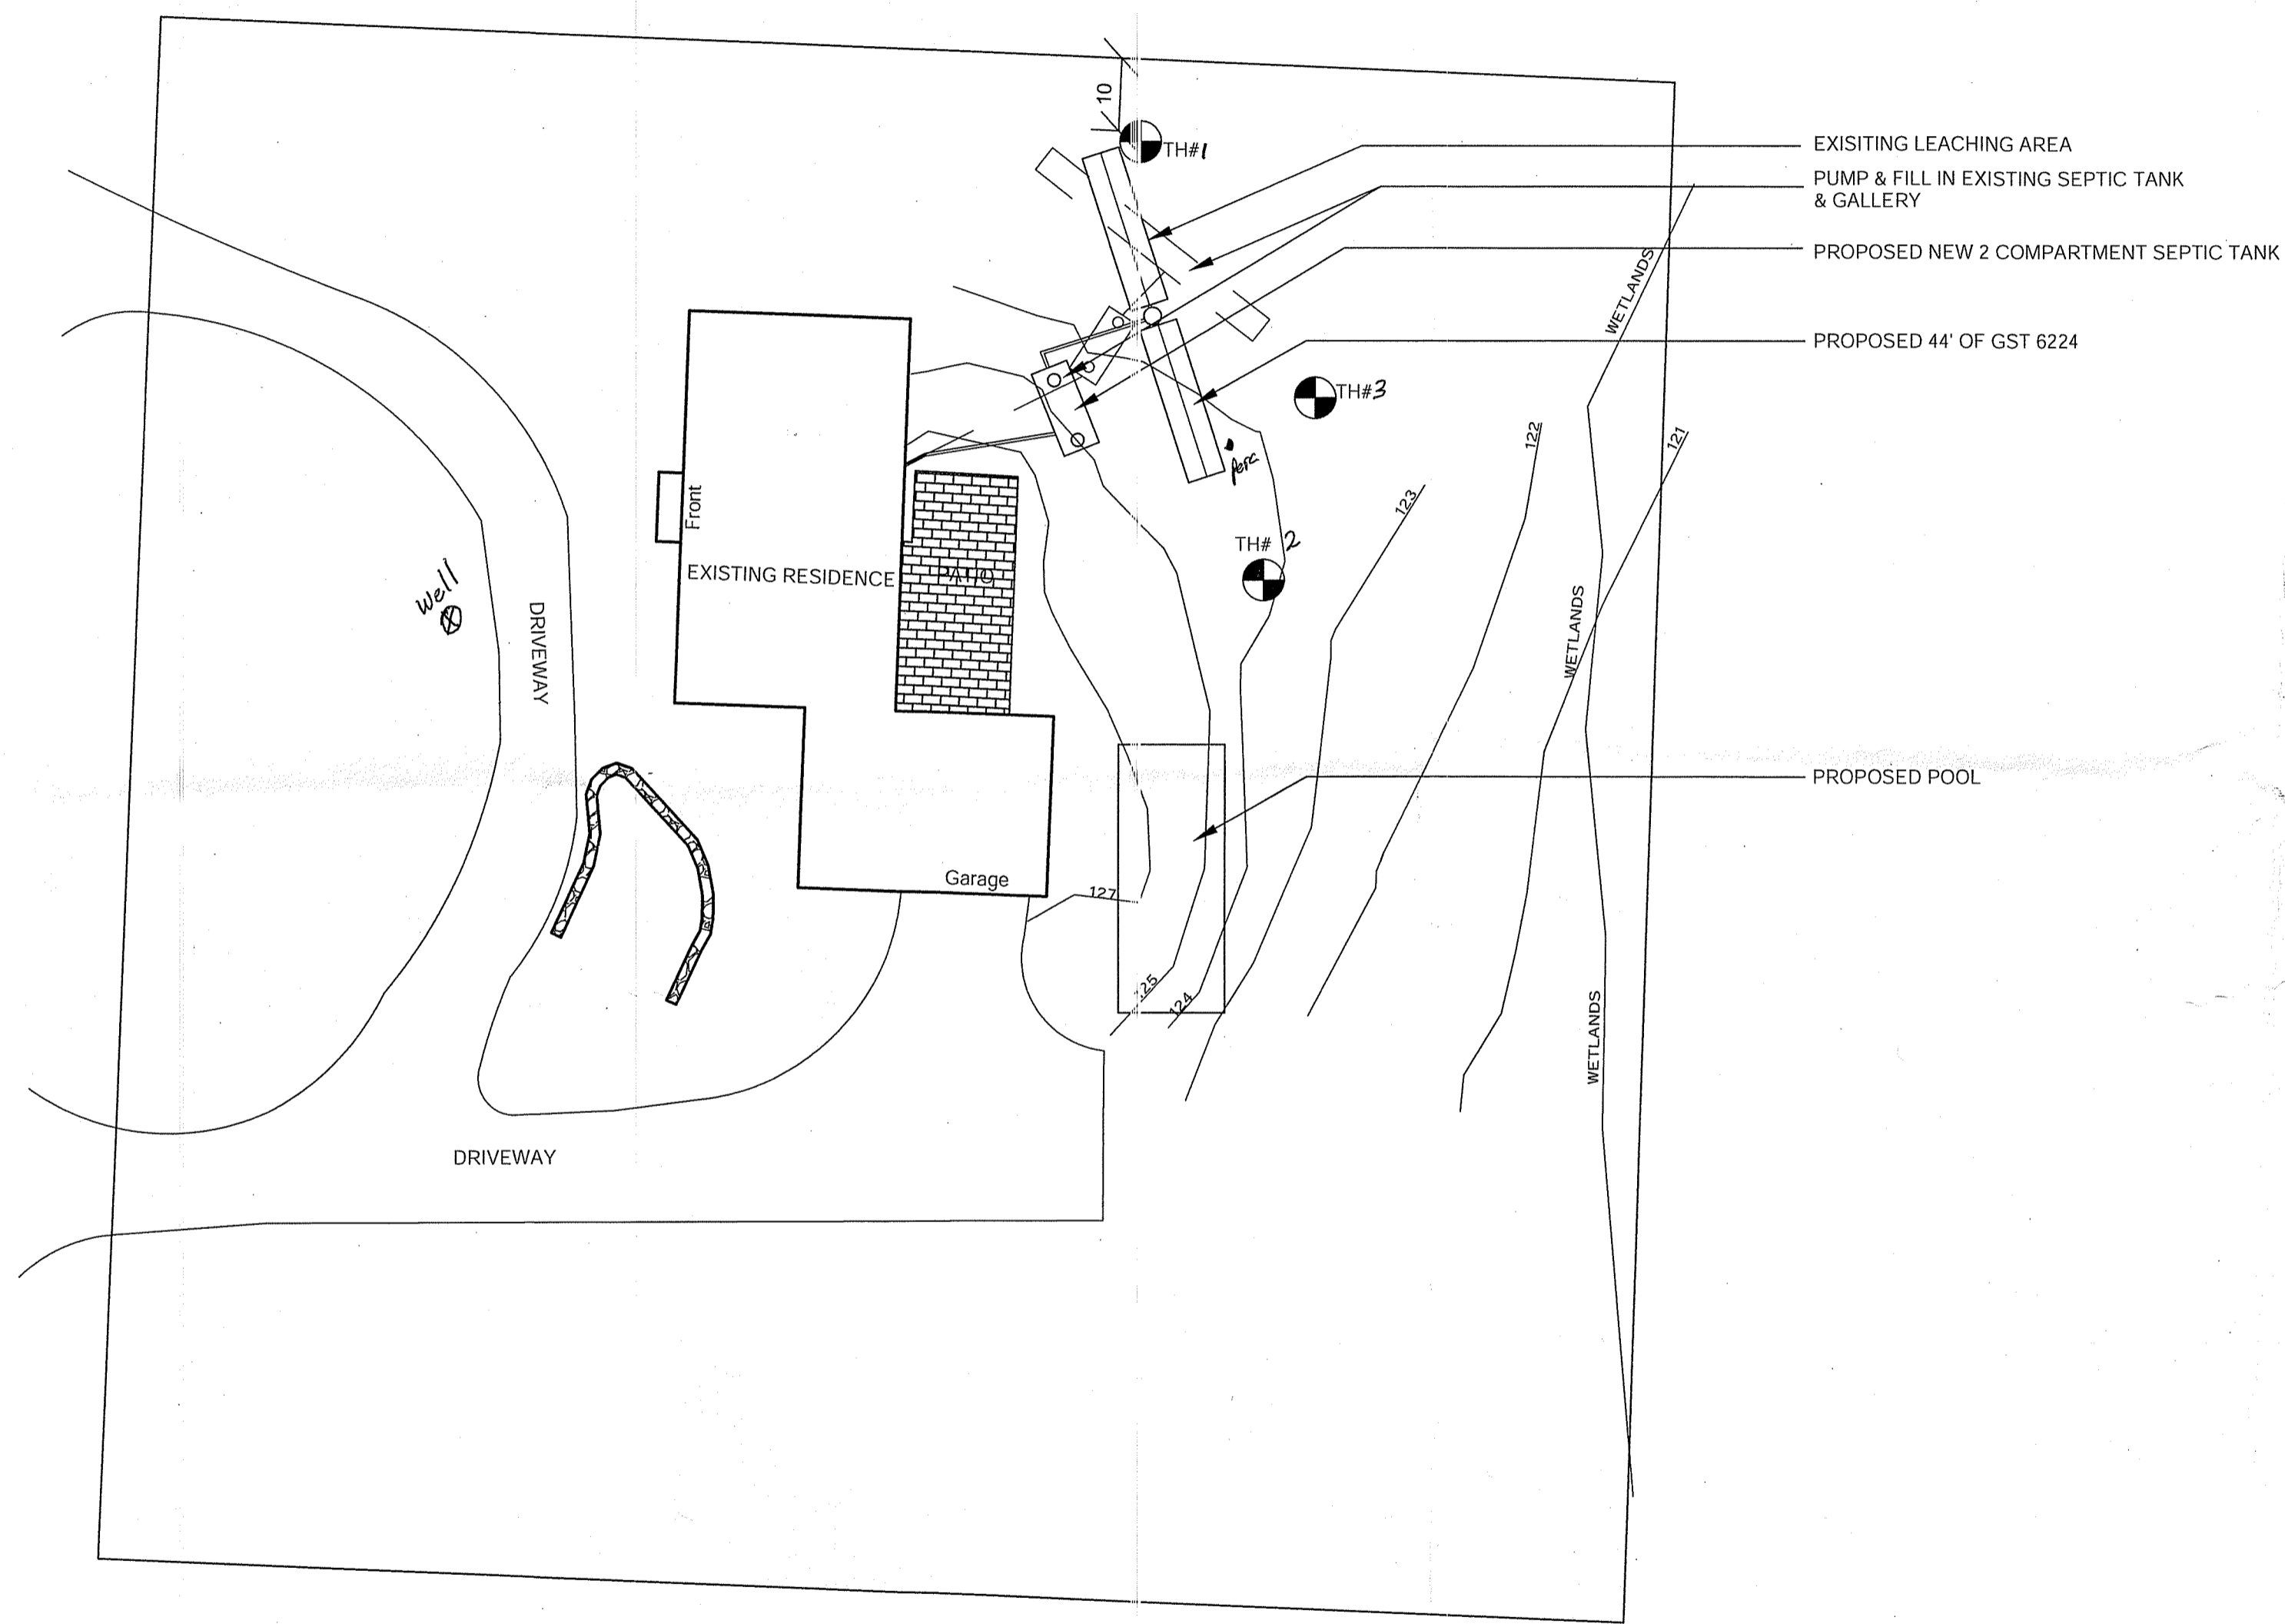 10
TH#1
EXISITING LEACHING AREA
PUMP & FILL IN EXISTING SEPTIC TANK
& GALLERY
PROPOSED NEW 2 COMPARTMENT SEPTIC TANK
WETLANDS
PROPOSED 44' OF GST 6224
TH#3
122
121
perc
123
Front
TH# 2
EXISTING RESIDENCE
PATIO
Well
DRIVEWAY
WETLANDS
PROPOSED POOL
Garage
127
125
124
WETLANDS
DRIVEWAY